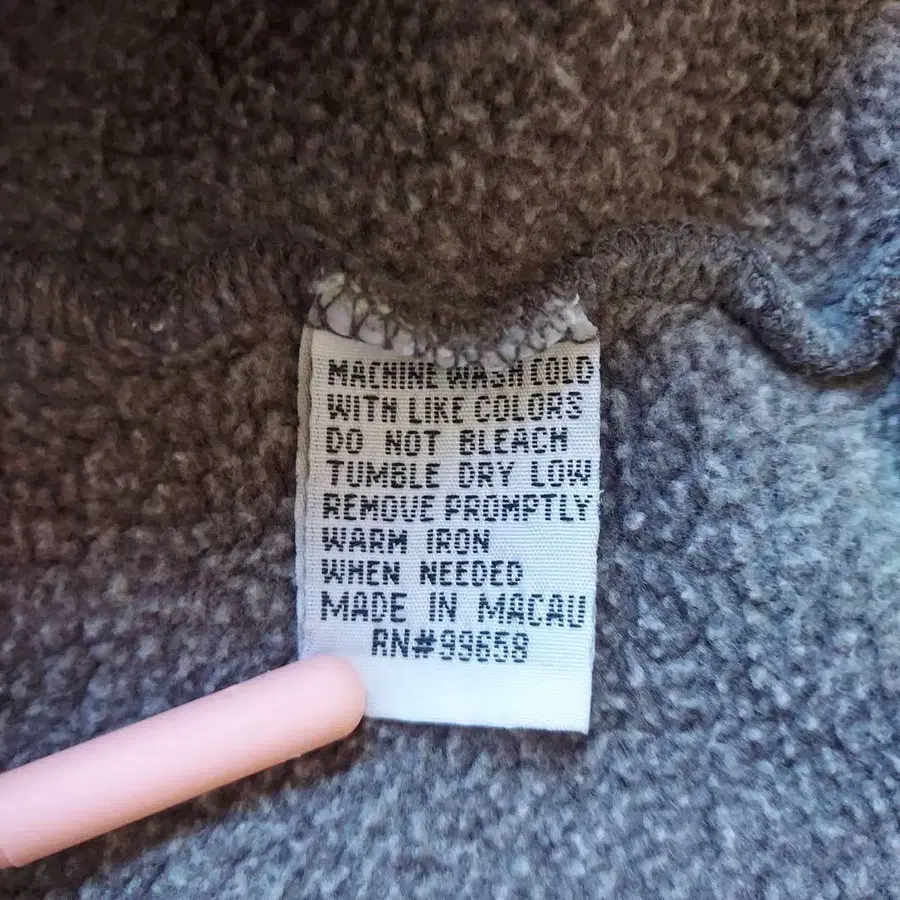 MACHINE WASH COLD
WITH LIKE COLORS
DO NOT BLEACH
TUMBLE DRY LOW
REMOVE PROMPTLY
WARM IRON
WHEN NEEDED
MADE IN MACAU
RN#99658